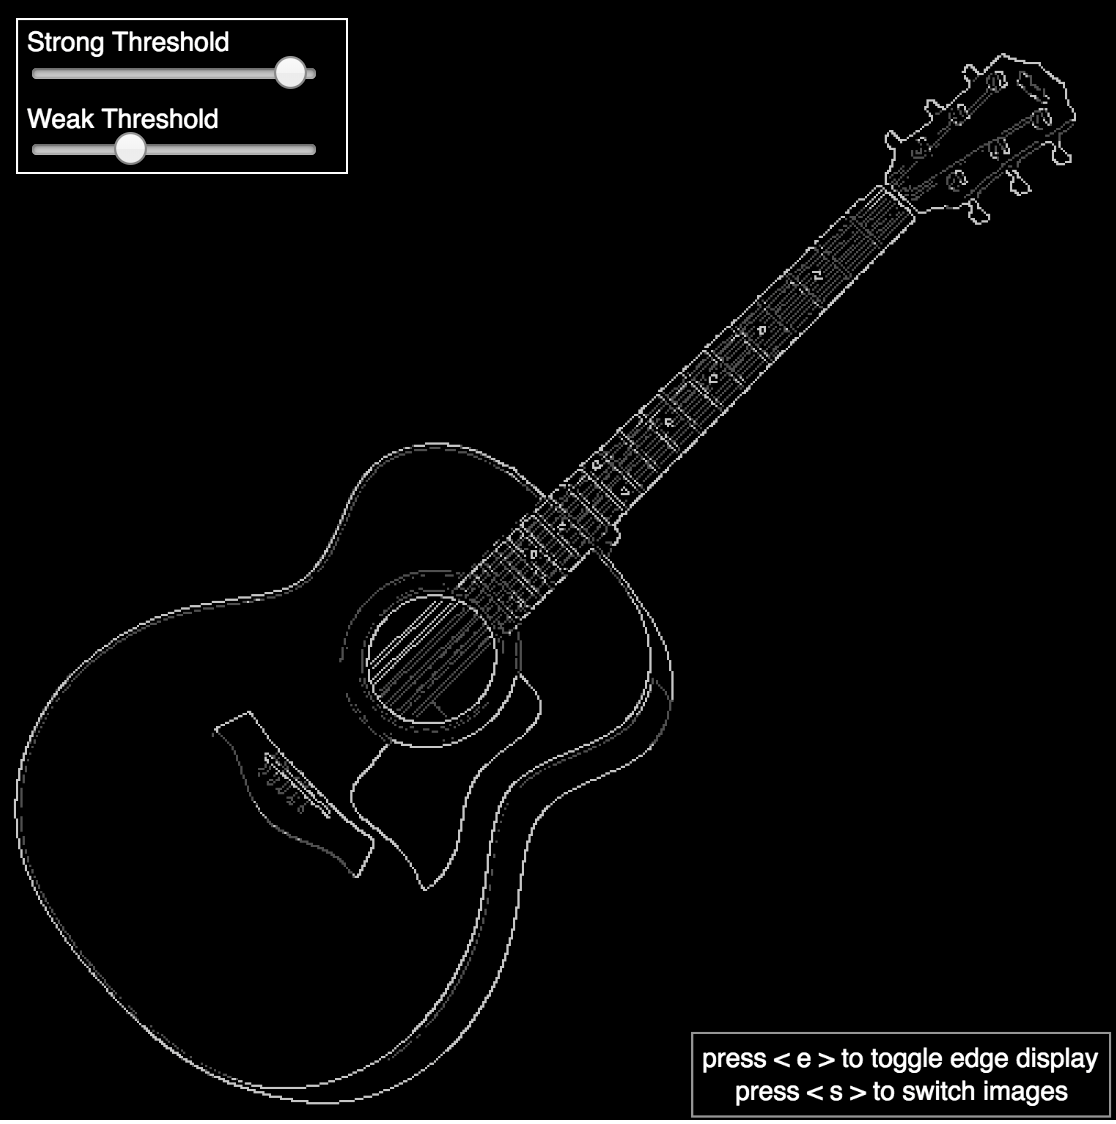 Strong Threshold
Weak Threshold
press < e > to toggle edge display
press < s > to switch images